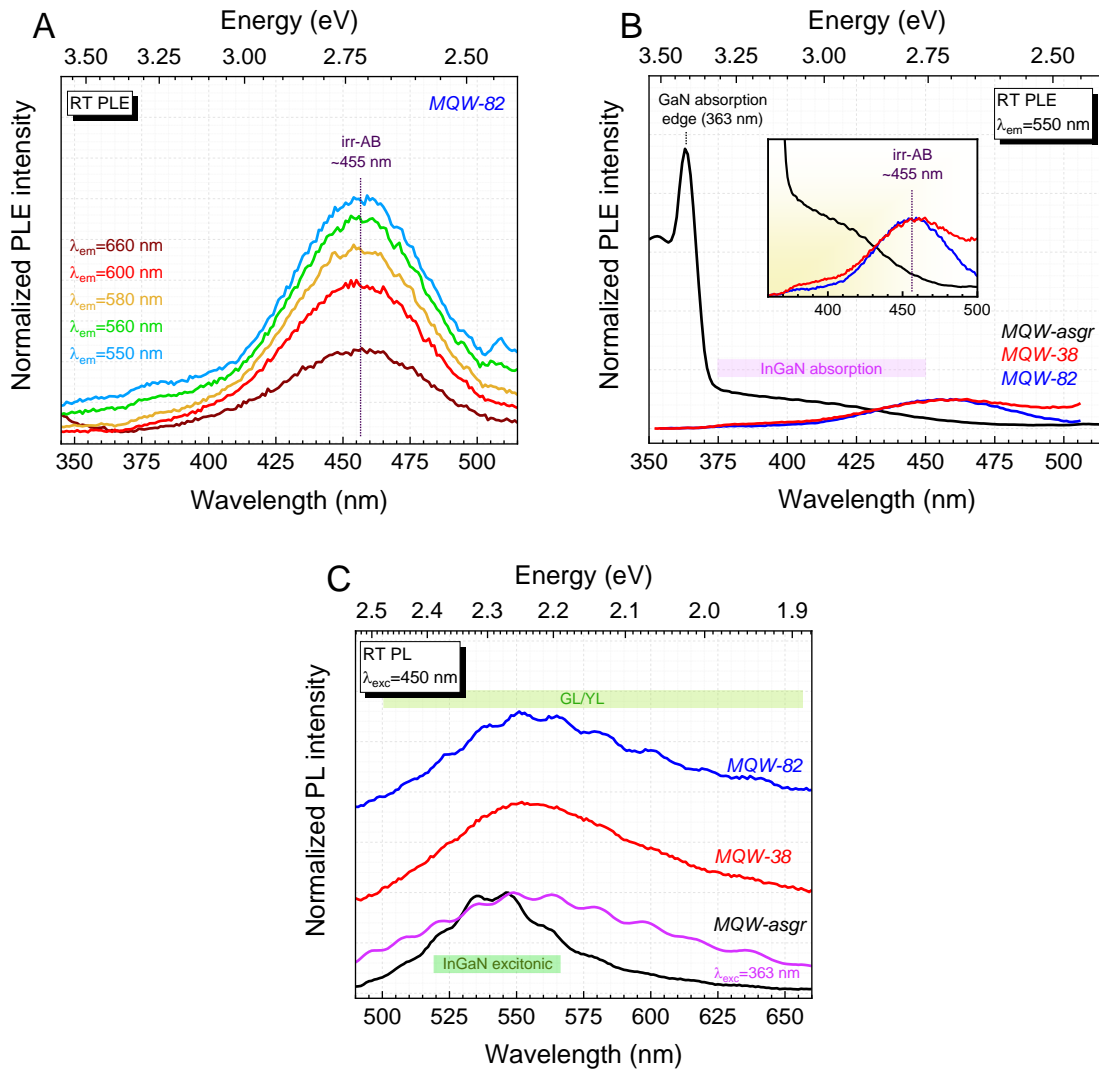 A
Energy (eV)
3.50 3.25 3.00 2.75 2.50
RT PLE
MQW-82
irr-AB
~455 nm
λem=660 nm
λem=600 nm
λem=580 nm
λem=560 nm
λem=550 nm
Normalized PLE intensity
350 375 400 425 450 475 500
Wavelength (nm)
B
Energy (eV)
3.50 3.25 3.00 2.75 2.50
GaN absorption
edge (363 nm)
RT PLE
λem=550 nm
irr-AB
~455 nm
400 450 500
MQW-asgr
MQW-38
MQW-82
InGaN absorption
Normalized PLE intensity
350 375 400 425 450 475 500
Wavelength (nm)
C
Energy (eV)
2.5 2.4 2.3 2.2 2.1 2.0 1.9
RT PL
λexc=450 nm
GL/YL
MQW-82
MQW-38
MQW-asgr
InGaN excitonic
λexc=363 nm
Normalized PL intensity
500 525 550 575 600 625 650
Wavelength (nm)